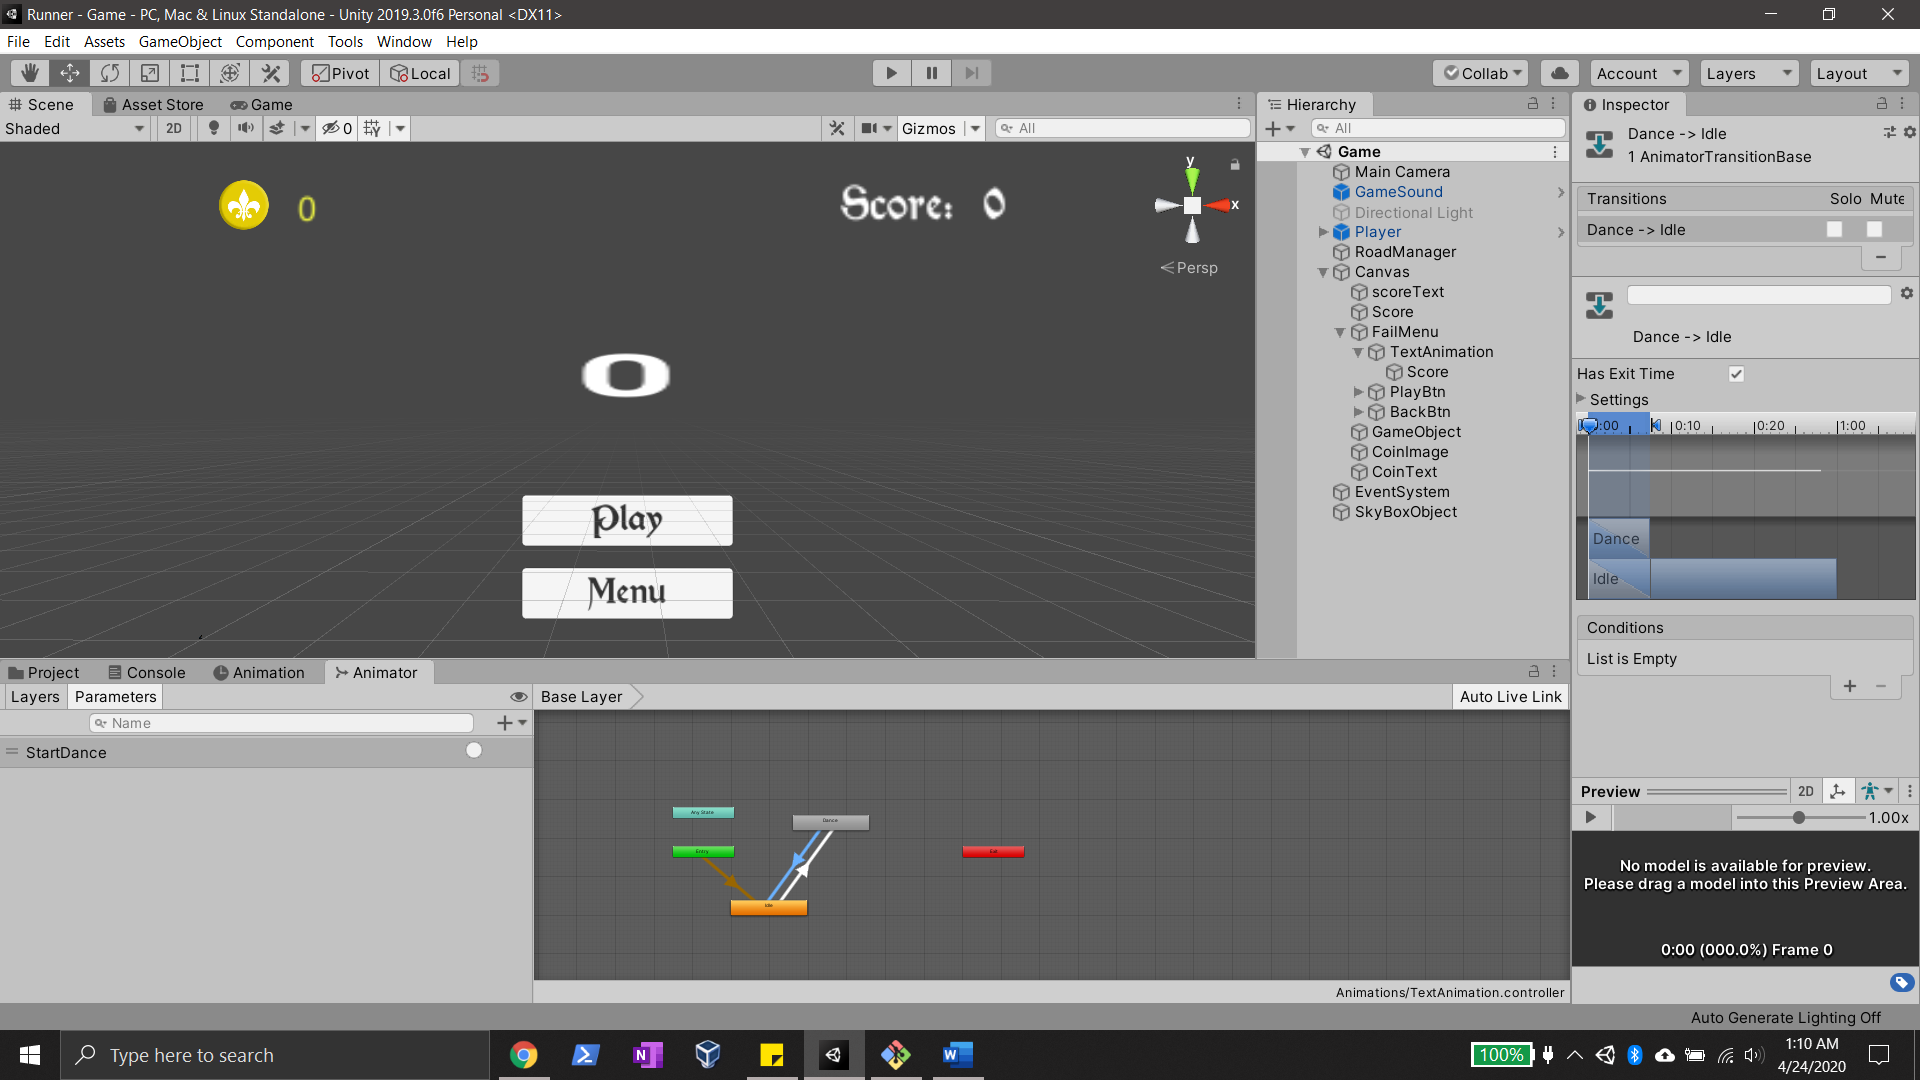 Runner - Game - PC, Mac & Linux Standalone - Unity 2019.3.0f6 Personal <DX11>
File Edit Assets GameObject Component Tools Window Help
Pivot Local Collab Account Layers Layout
Scene Asset Store Game
Shaded 2D 0 Gizmos All
0
Score: 0
y
x
Persp
0
Play
Menu
Hierarchy
All
Game
Main Camera
GameSound
Directional Light
Player
RoadManager
Canvas
scoreText
Score
FailMenu
TextAnimation
Score
PlayBtn
BackBtn
GameObject
CoinImage
CoinText
EventSystem
SkyBoxObject
Inspector
Dance -> Idle
1 AnimatorTransitionBase
Transitions Solo Mute
Dance -> Idle
Dance -> Idle
Has Exit Time
Settings
:00 0:10 0:20 1:00
Dance
Idle
Conditions
List is Empty
Preview 2D
1.00x
No model is available for preview.
Please drag a model into this Preview Area.
0:00 (000.0%) Frame 0
Project Console Animation Animator
Layers Parameters
Name
StartDance
Base Layer Auto Live Link
Any State
Dance
Entry
Exit
Idle
Animations/TextAnimation.controller
Auto Generate Lighting Off
Type here to search
100%
1:10 AM
4/24/2020